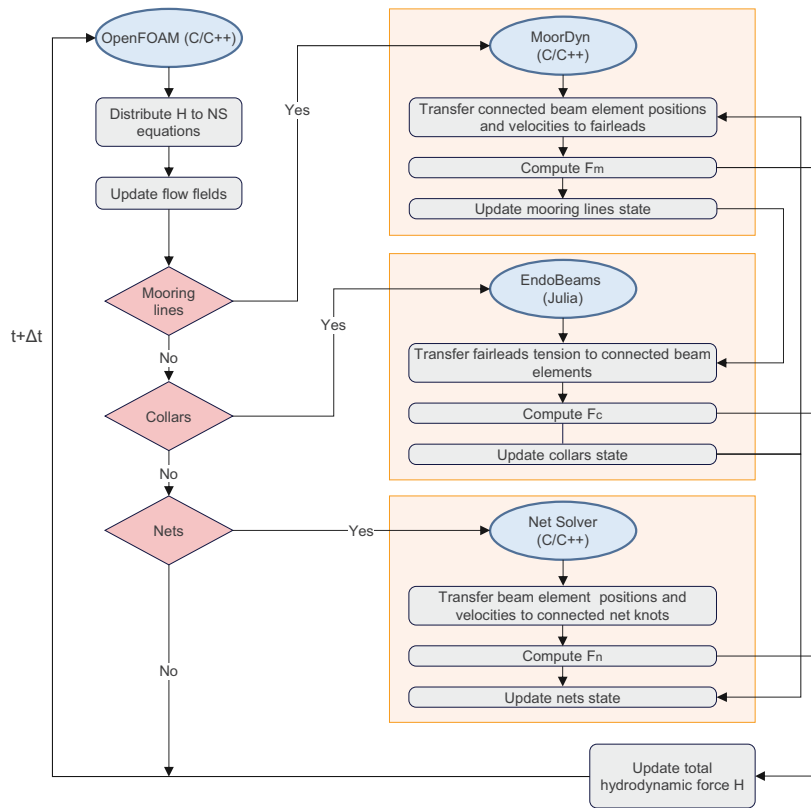 OpenFOAM (C/C++)
Distribute H to NS
equations
Update flow fields
Mooring
lines
Yes
No
Collars
Yes
No
Nets
Yes
No
t+Δt
MoorDyn
(C/C++)
Transfer connected beam element positions
and velocities to fairleads
Compute Fm
Update mooring lines state
EndoBeams
(Julia)
Transfer fairleads tension to connected beam
elements
Compute Fc
Update collars state
Net Solver
(C/C++)
Transfer beam element positions and
velocities to connected net knots
Compute Fn
Update nets state
Update total
hydrodynamic force H